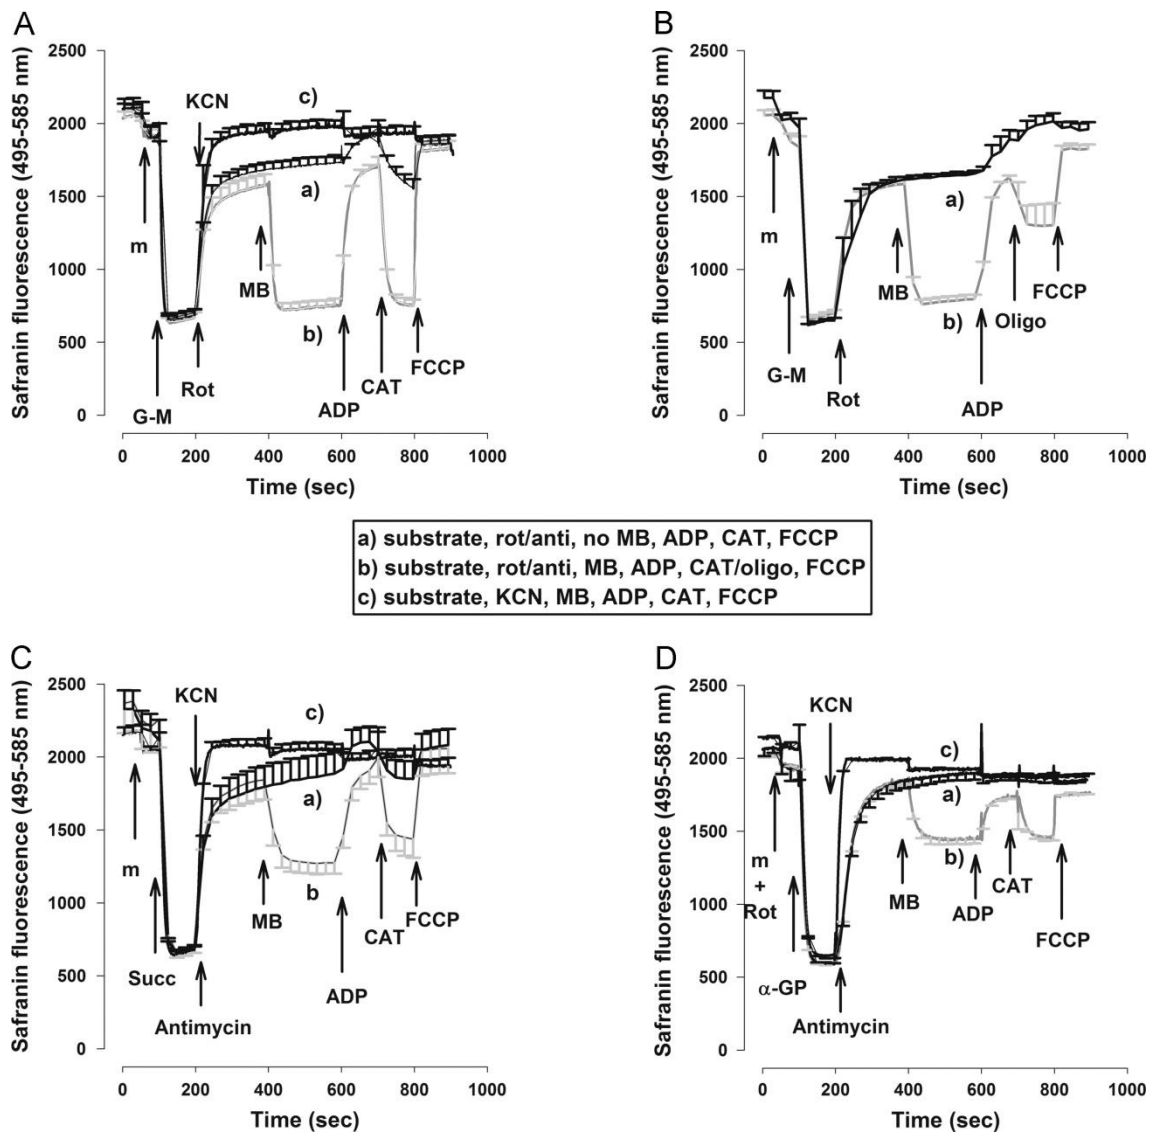 A
Safranin fluorescence (495-585 nm)
2500
2000
1500
1000
500
0
KCN
c)
a)
m
MB
b)
FCCP
Rot
CAT
G-M
ADP
0 200 400 600 800 1000
Time (sec)
B
Safranin fluorescence (495-585 nm)
2500
2000
1500
1000
500
0
m
a)
MB
FCCP
b)
Oligo
G-M
Rot
ADP
0 200 400 600 800 1000
Time (sec)
a) substrate, rot/anti, no MB, ADP, CAT, FCCP
b) substrate, rot/anti, MB, ADP, CAT/oligo, FCCP
c) substrate, KCN, MB, ADP, CAT, FCCP
C
Safranin fluorescence (495-585 nm)
2500
2000
1500
1000
500
0
KCN
c)
a)
m
b
MB
FCCP
CAT
Succ
ADP
Antimycin
0 200 400 600 800 1000
Time (sec)
D
Safranin fluorescence (495-585 nm)
2500
2000
1500
1000
500
0
KCN
c)
a)
b)
m
+
Rot
MB
CAT
ADP
FCCP
α-GP
Antimycin
0 200 400 600 800 1000
Time (sec)